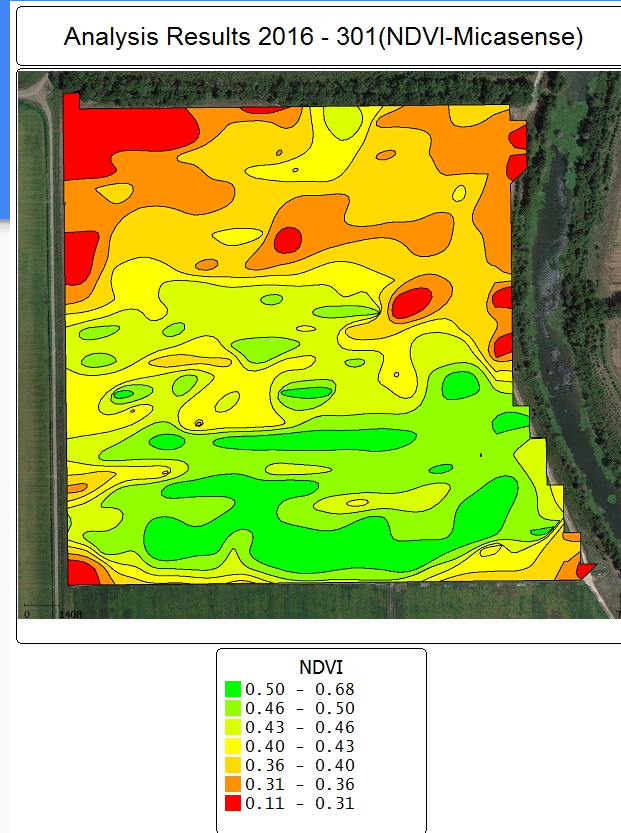 Analysis Results 2016 - 301(NDVI-Micasense)
0 140ft
NDVI
0.50 - 0.68
0.46 - 0.50
0.43 - 0.46
0.40 - 0.43
0.36 - 0.40
0.31 - 0.36
0.11 - 0.31